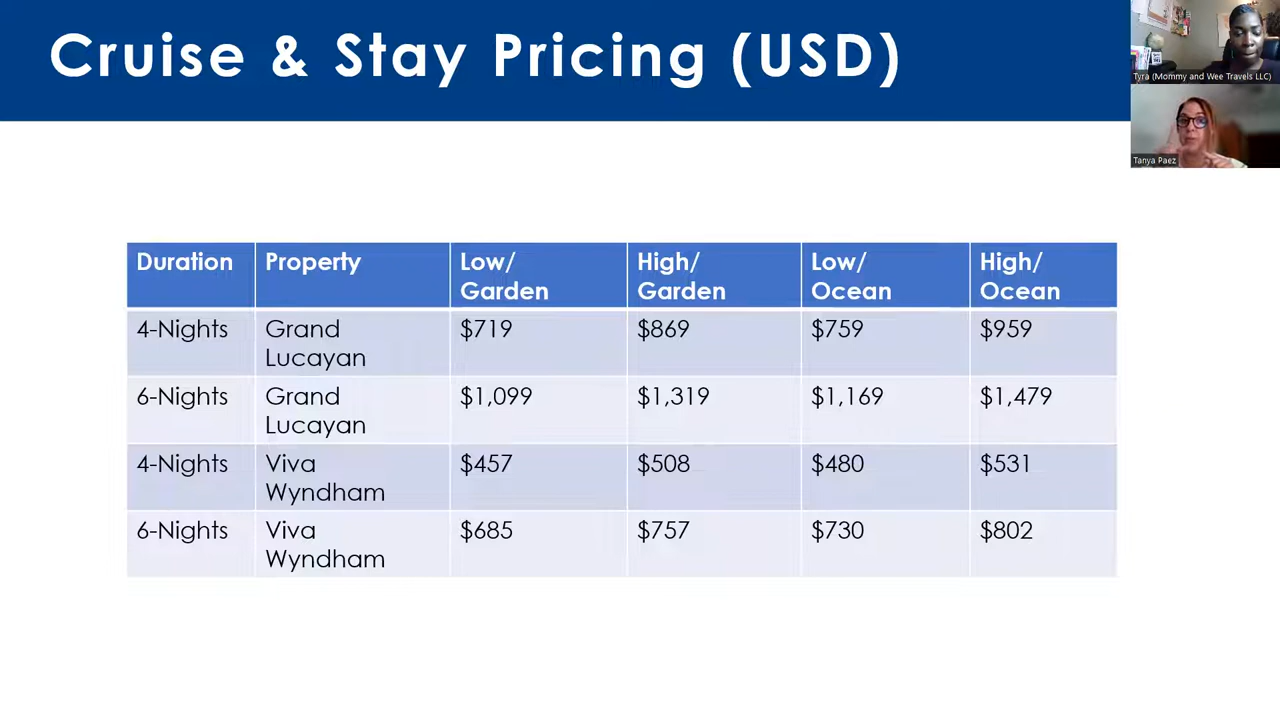 Cruise & Stay Pricing (USD)
Tyra (Mommy and Wee Travels LLC)
Tanya Paez
Duration Property Low/ High/ Low/ High/
Garden Garden Ocean Ocean
4-Nights Grand $719 $869 $759 $959
Lucayan
6-Nights Grand $1,099 $1,319 $1,169 $1,479
Lucayan
4-Nights Viva $457 $508 $480 $531
Wyndham
6-Nights Viva $685 $757 $730 $802
Wyndham